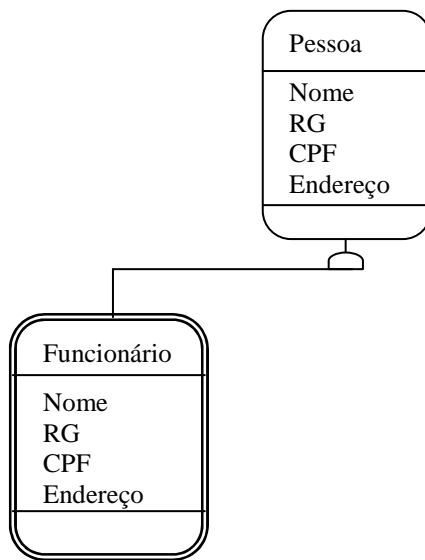 Pessoa
Nome
RG
CPF
Endereço
Funcionário
Nome
RG
CPF
Endereço